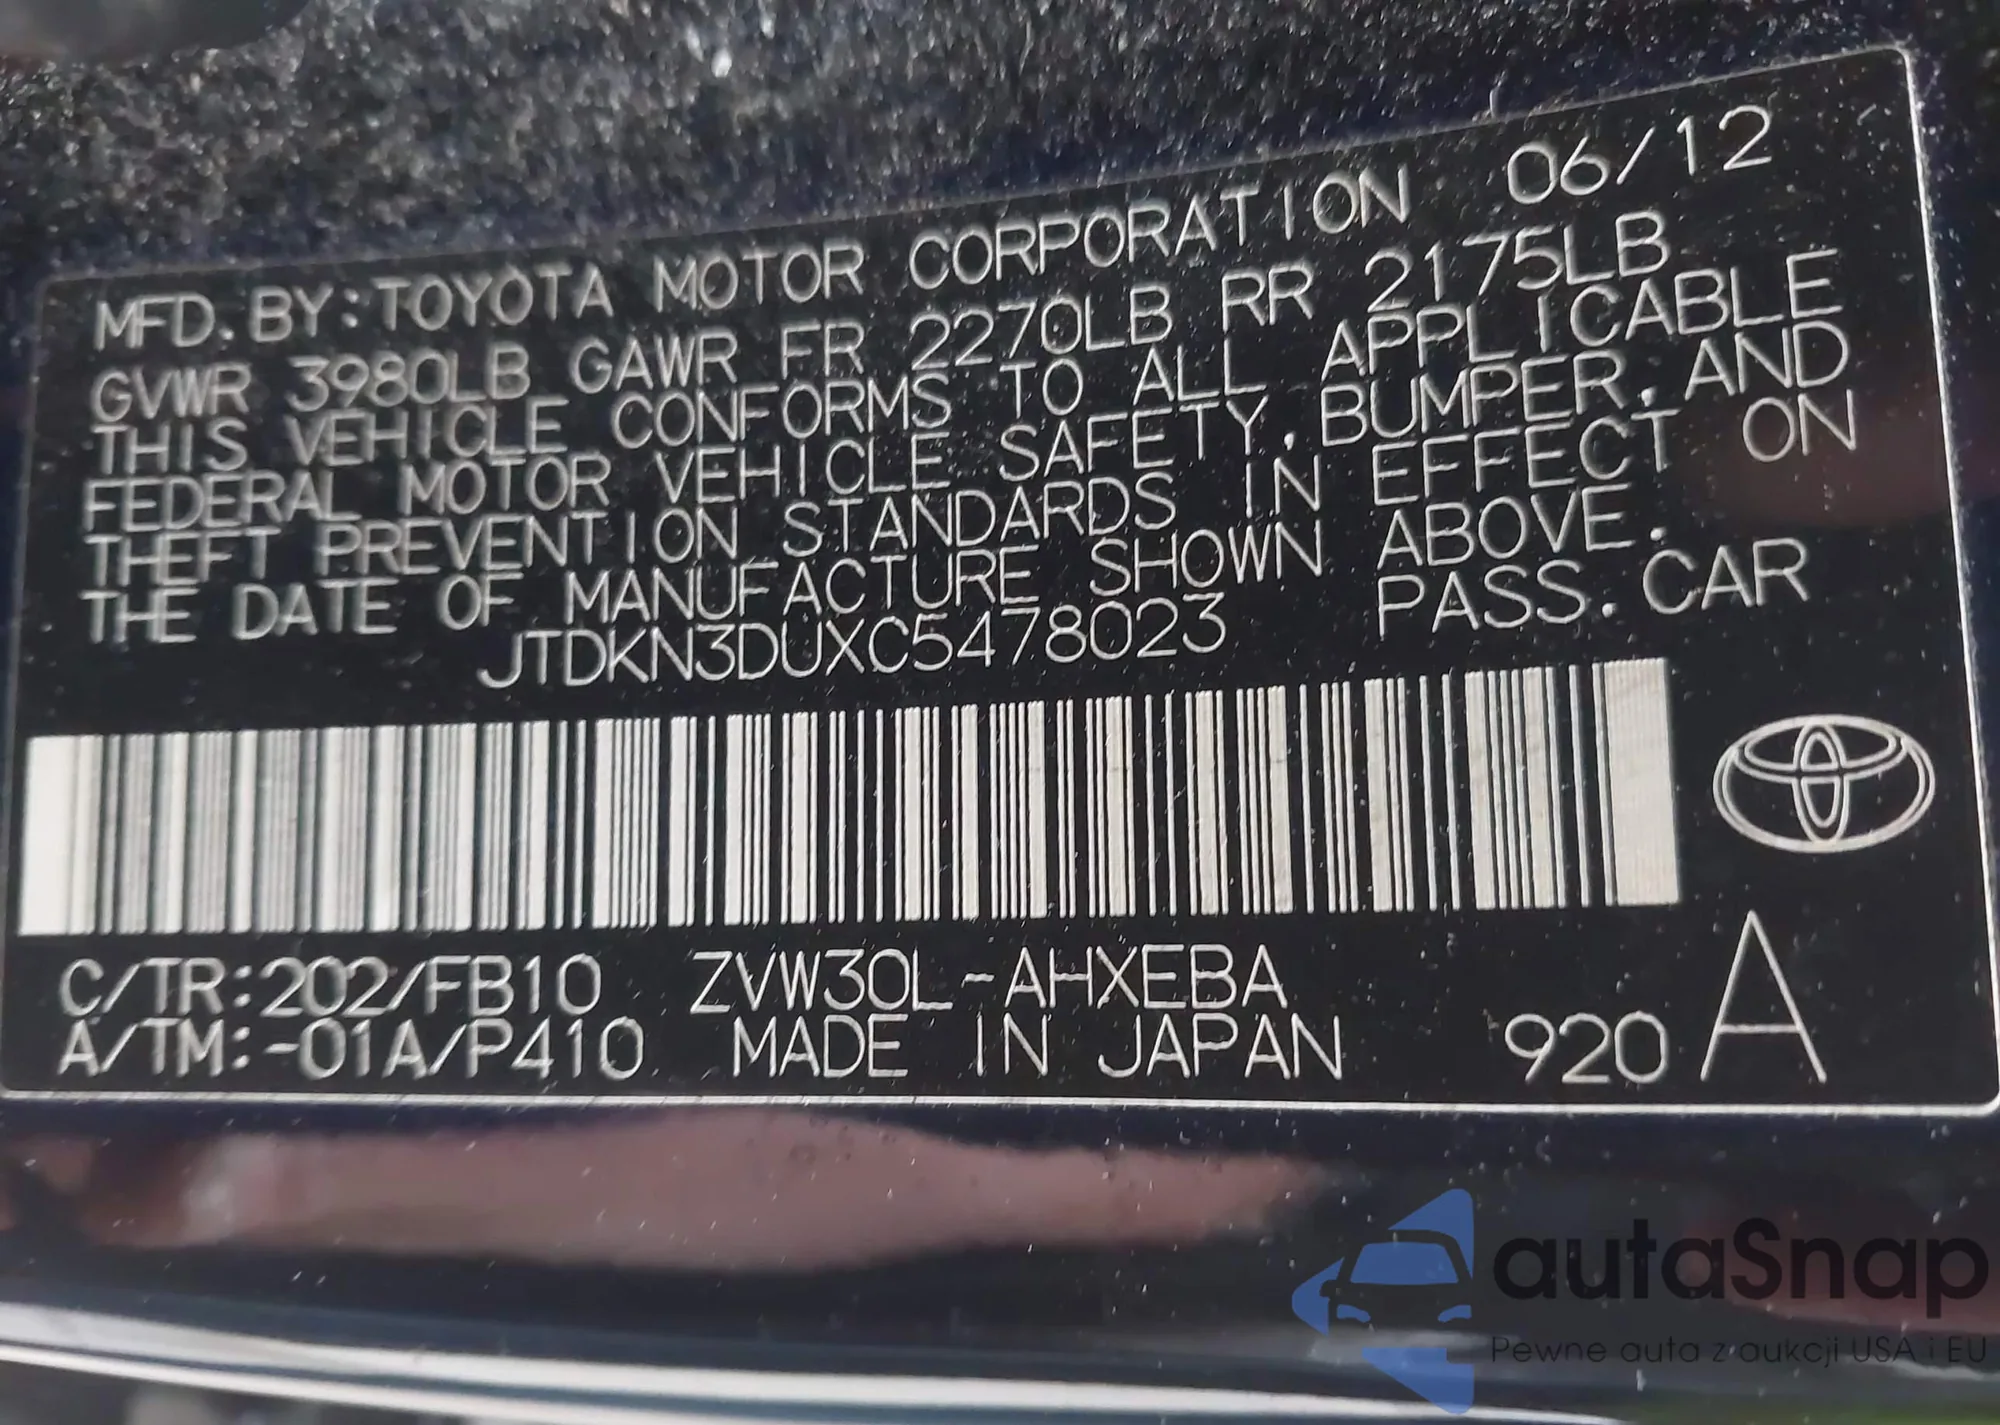 MFD. BY:TOYOTA MOTOR CORPORATION 06/12
GVWR 3980LB GAWR FR 2270LB RR 2175LB
THIS VEHICLE CONFORMS TO ALL APPLICABLE
FEDERAL MOTOR VEHICLE SAFETY, BUMPER, AND
THEFT PREVENTION STANDARDS IN EFFECT ON
THE DATE OF MANUFACTURE SHOWN ABOVE.
JTDKN3DUXC5478023 PASS. CAR
C/TR:202/FB10 ZVW30L-AHXEBA
A/TM:-01A/P410 MADE IN JAPAN 920 A
autaSnap
Pewne auta z aukcji USA i EU